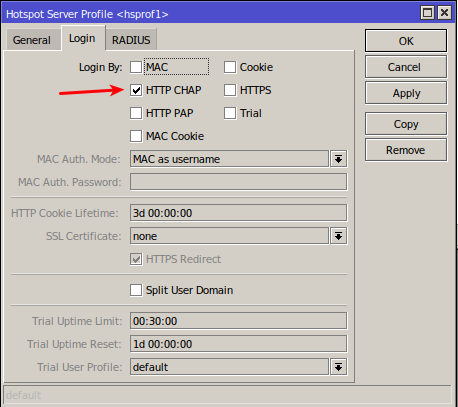 Hotspot Server Profile <hsprof1>
General Login RADIUS
Login By: MAC Cookie
HTTP CHAP HTTPS
HTTP PAP Trial
MAC Cookie
MAC Auth. Mode: MAC as username
MAC Auth. Password:
HTTP Cookie Lifetime: 3d 00:00:00
SSL Certificate: none
HTTPS Redirect
Split User Domain
Trial Uptime Limit: 00:30:00
Trial Uptime Reset: 1d 00:00:00
Trial User Profile: default
OK
Cancel
Apply
Copy
Remove
default